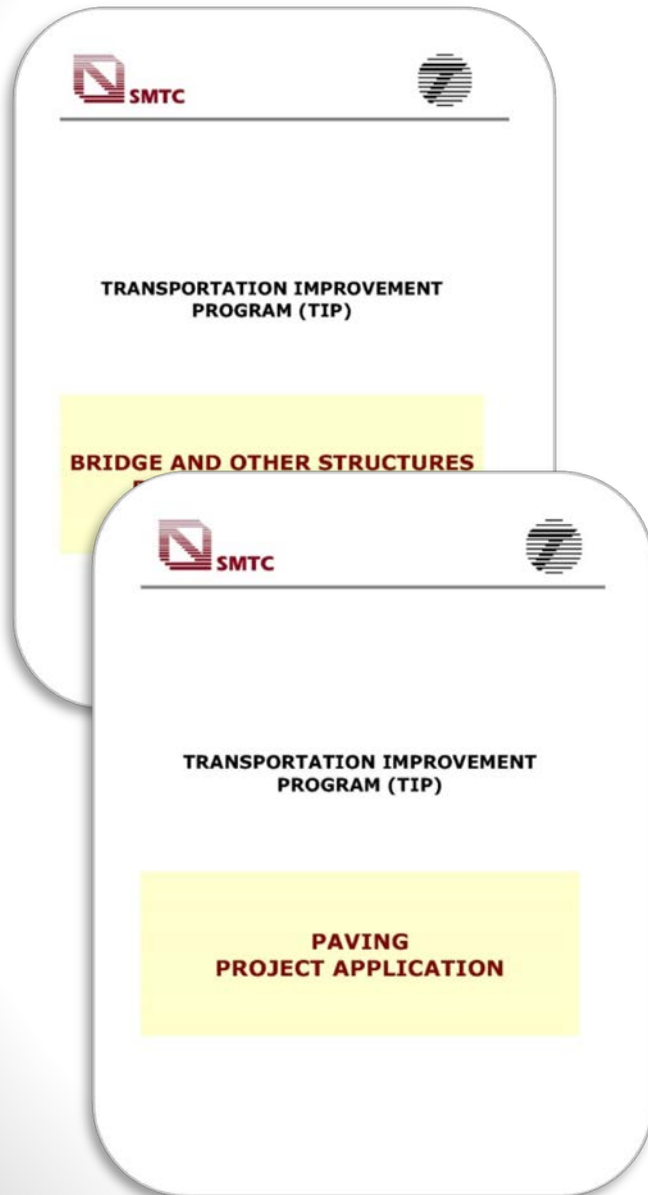 SMTC
TRANSPORTATION IMPROVEMENT
PROGRAM (TIP)
BRIDGE AND OTHER STRUCTURES
SMTC
TRANSPORTATION IMPROVEMENT
PROGRAM (TIP)
PAVING
PROJECT APPLICATION